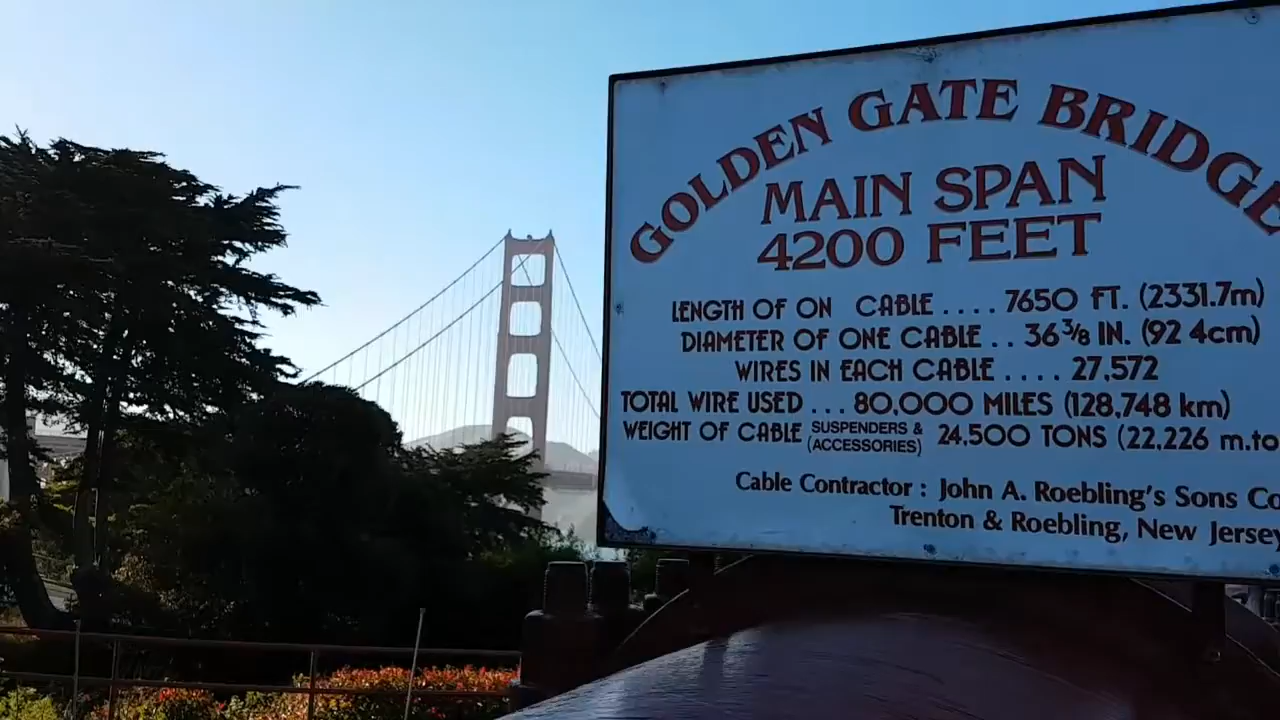 GOLDEN GATE BRIDGE
MAIN SPAN
4200 FEET
LENGTH OF ON CABLE .... 7650 FT. (2331.7m)
DIAMETER OF ONE CABLE .. 36 3/8 IN. (92 4cm)
WIRES IN EACH CABLE .... 27,572
TOTAL WIRE USED ... 80,000 MILES (128,748 km)
WEIGHT OF CABLE SUSPENDERS & (ACCESSORIES) 24,500 TONS (22,226 m.to
Cable Contractor : John A. Roebling's Sons Co
Trenton & Roebling, New Jersey